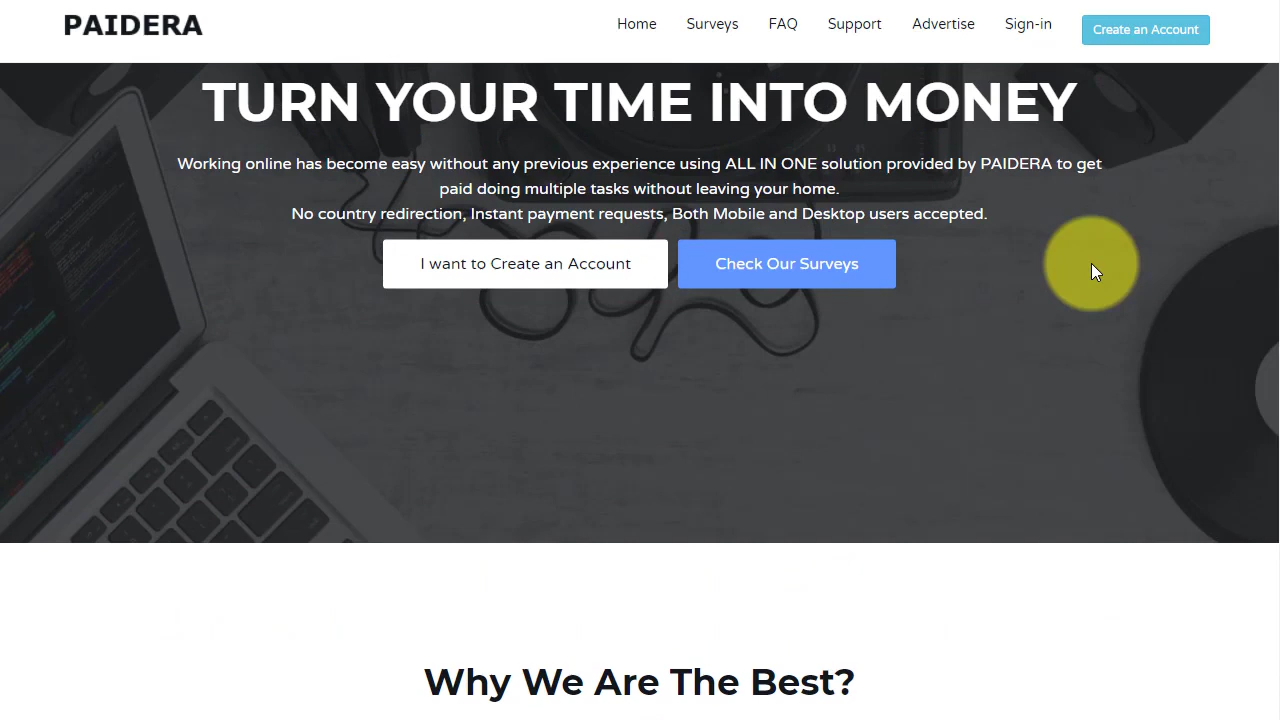 PAIDERA
Home Surveys FAQ Support Advertise Sign-in Create an Account
TURN YOUR TIME INTO MONEY
Working online has become easy without any previous experience using ALL IN ONE solution provided by PAIDERA to get
paid doing multiple tasks without leaving your home.
No country redirection, Instant payment requests, Both Mobile and Desktop users accepted.
I want to Create an Account Check Our Surveys
Why We Are The Best?